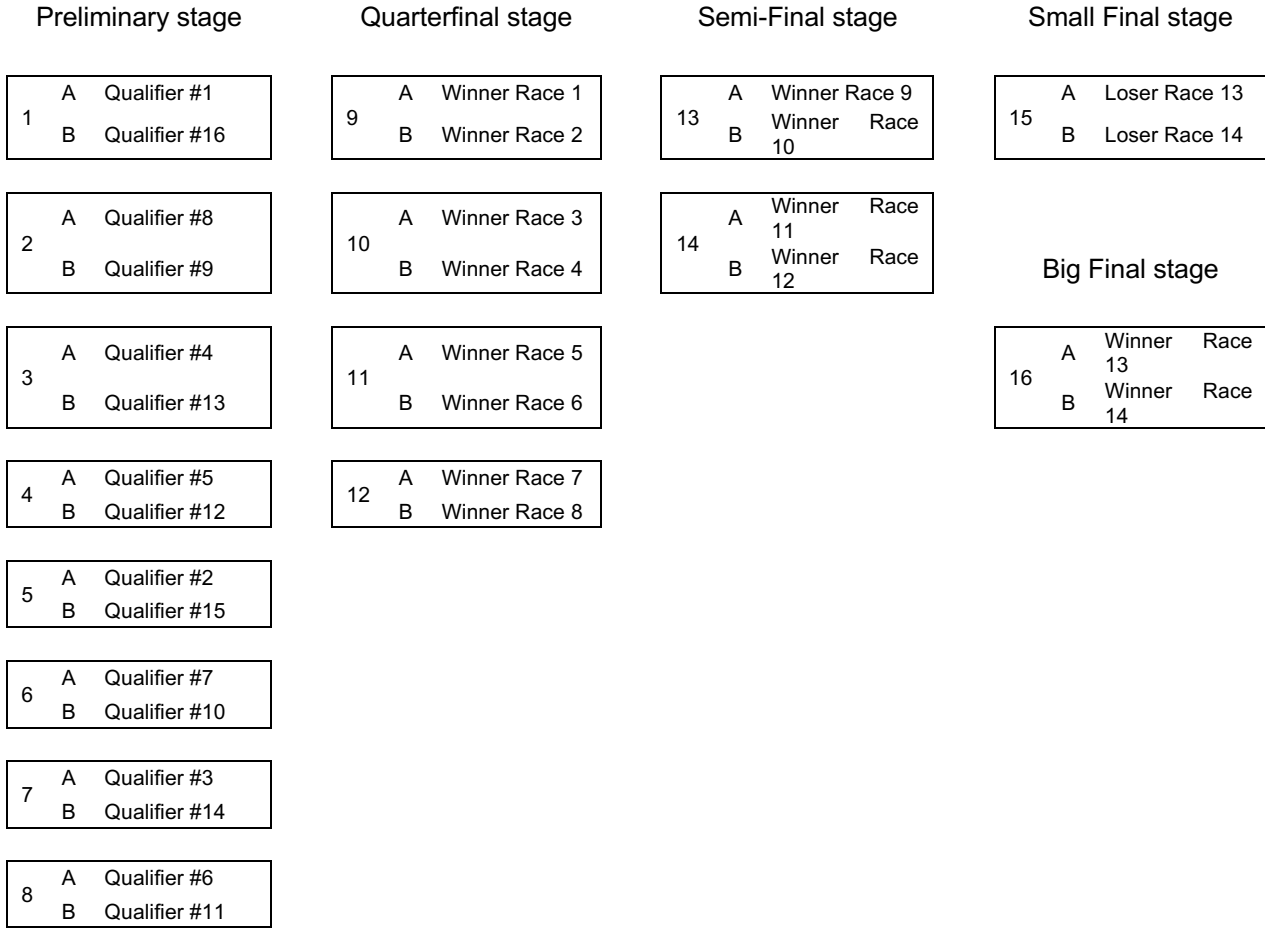 Preliminary stage
1
A Qualifier #1
B Qualifier #16
2
A Qualifier #8
B Qualifier #9
3
A Qualifier #4
B Qualifier #13
4
A Qualifier #5
B Qualifier #12
5
A Qualifier #2
B Qualifier #15
6
A Qualifier #7
B Qualifier #10
7
A Qualifier #3
B Qualifier #14
8
A Qualifier #6
B Qualifier #11
Quarterfinal stage
9
A Winner Race 1
B Winner Race 2
10
A Winner Race 3
B Winner Race 4
11
A Winner Race 5
B Winner Race 6
12
A Winner Race 7
B Winner Race 8
Semi-Final stage
13
A Winner Race 9
B Winner Race
10
14
A Winner Race
11
B Winner Race
12
Small Final stage
15
A Loser Race 13
B Loser Race 14
Big Final stage
16
A Winner Race
13
B Winner Race
14